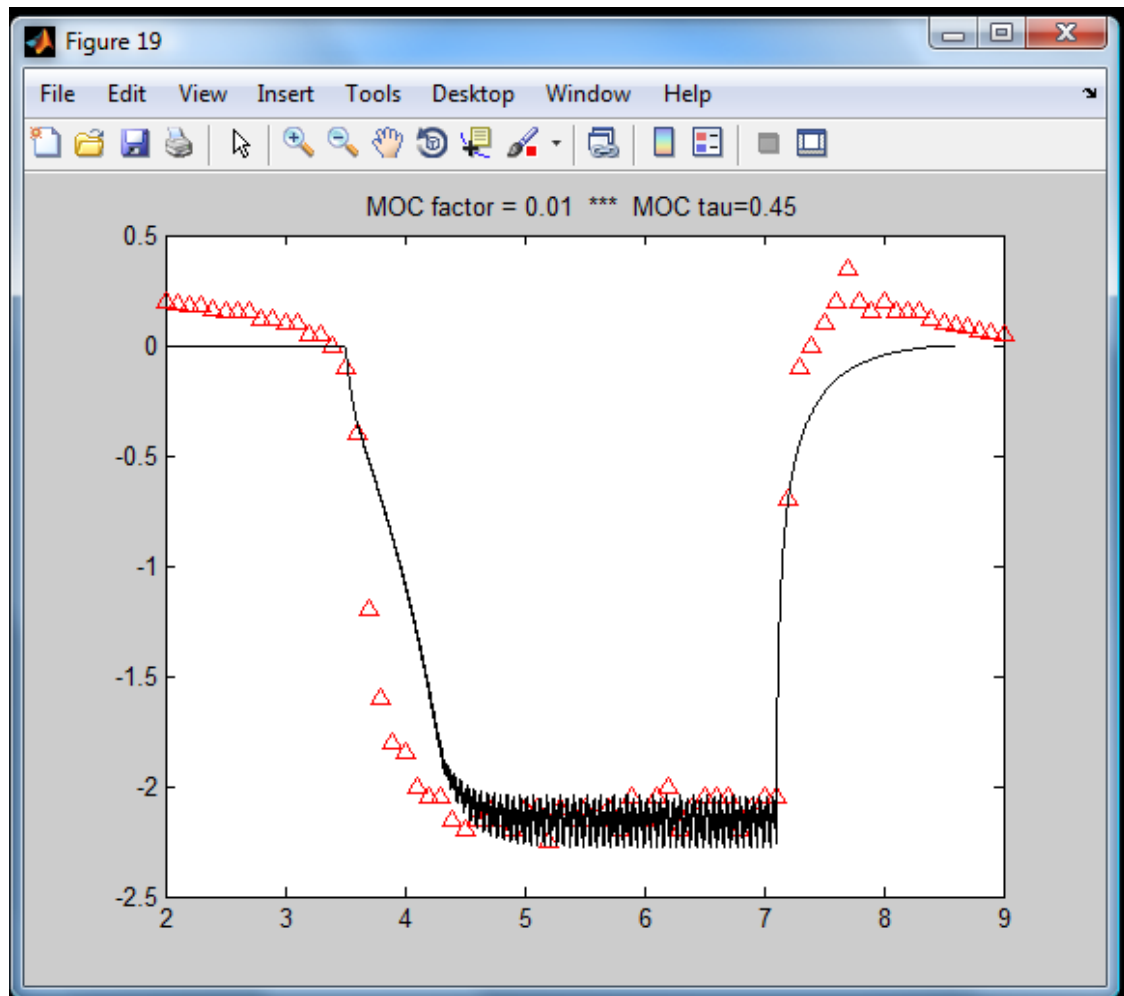 Figure 19
File Edit View Insert Tools Desktop Window Help
MOC factor = 0.01 *** MOC tau=0.45
0.5
0
-0.5
-1
-1.5
-2
-2.5
2 3 4 5 6 7 8 9